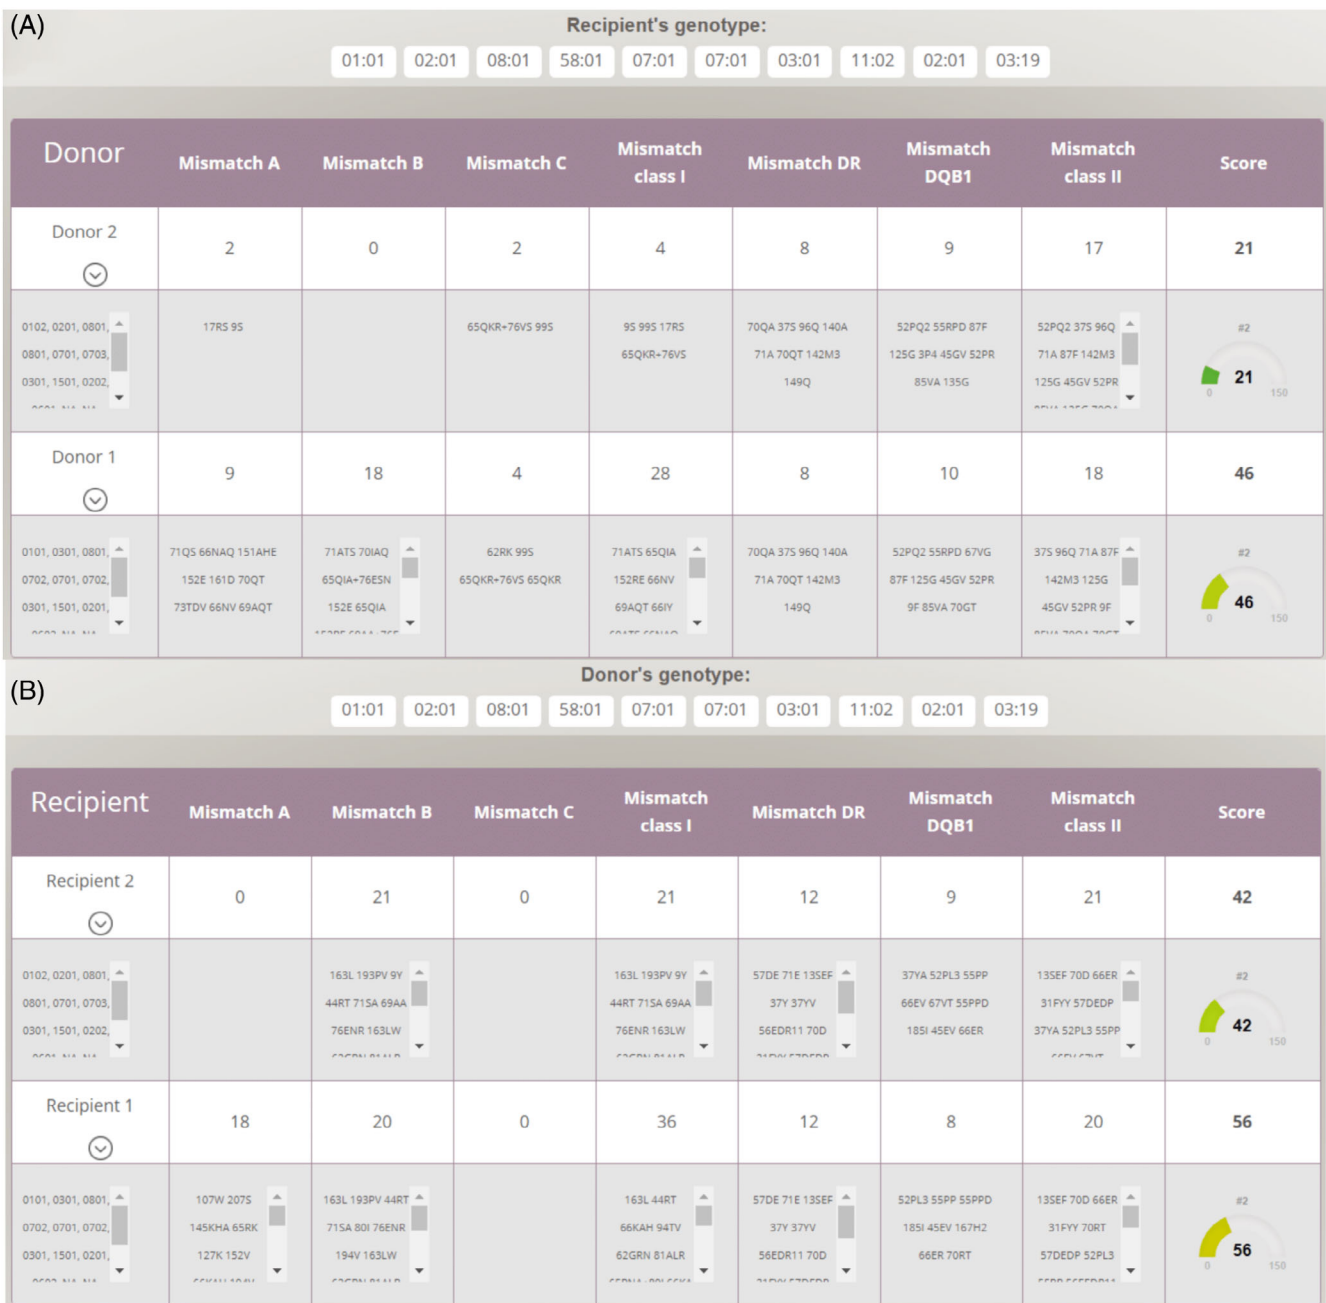 (A)
Recipient's genotype:
01:01 02:01 08:01 58:01 07:01 07:01 03:01 11:02 02:01 03:19
Donor Mismatch A Mismatch B Mismatch C Mismatch class I Mismatch DR Mismatch DQB1 Mismatch class II Score
Donor 2 2 0 2 4 8 9 17 21
0102, 0201, 0801, 17RS 9S 65QKR+76VS 99S 9S 99S 17RS 70QA 37S 96Q 140A 52PQ2 55RPD 87F 52PQ2 37S 96Q #2
0801, 0701, 0703, 65QKR+76VS 71A 70QT 142M3 125G 3P4 45GV 52PR 71A 87F 142M3
0301, 1501, 0202, 149Q 85VA 135G 125G 45GV 52PR 21
0 150
Donor 1 9 18 4 28 8 10 18 46
0101, 0301, 0801, 71QS 66NAQ 151AHE 71ATS 70IAQ 62RK 99S 71ATS 65QIA 70QA 37S 96Q 140A 52PQ2 55RPD 67VG 37S 96Q 71A 87F #2
0702, 0701, 0702, 152E 161D 70QT 65QIA+76ESN 65QKR+76VS 65QKR 152RE 66NV 71A 70QT 142M3 87F 125G 45GV 52PR 142M3 125G
0301, 1501, 0201, 73TDV 66NV 69AQT 152E 65QIA 69AQT 66IY 149Q 9F 85VA 70GT 45GV 52PR 9F 46
0 150
(B)
Donor's genotype:
01:01 02:01 08:01 58:01 07:01 07:01 03:01 11:02 02:01 03:19
Recipient Mismatch A Mismatch B Mismatch C Mismatch class I Mismatch DR Mismatch DQB1 Mismatch class II Score
Recipient 2 0 21 0 21 12 9 21 42
0102, 0201, 0801, 163L 193PV 9Y 163L 193PV 9Y 57DE 71E 13SEF 37YA 52PL3 55PP 13SEF 70D 66ER #2
0801, 0701, 0703, 44RT 71SA 69AA 44RT 71SA 69AA 37Y 37YV 66EV 67VT 55PPD 31FYY 57DEDP
0301, 1501, 0202, 76ENR 163LW 76ENR 163LW 56EDR11 70D 185I 45EV 66ER 37YA 52PL3 55PP 42
0 150
Recipient 1 18 20 0 36 12 8 20 56
0101, 0301, 0801, 107W 207S 163L 193PV 44RT 163L 44RT 57DE 71E 13SEF 52PL3 55PP 55PPD 13SEF 70D 66ER #2
0702, 0701, 0702, 145KHA 65RK 71SA 80I 76ENR 66KAH 94TV 37Y 37YV 185I 45EV 167H2 31FYY 70RT
0301, 1501, 0201, 127K 152V 194V 163LW 62GRN 81ALR 56EDR11 70D 66ER 70RT 57DEDP 52PL3 56
0 150